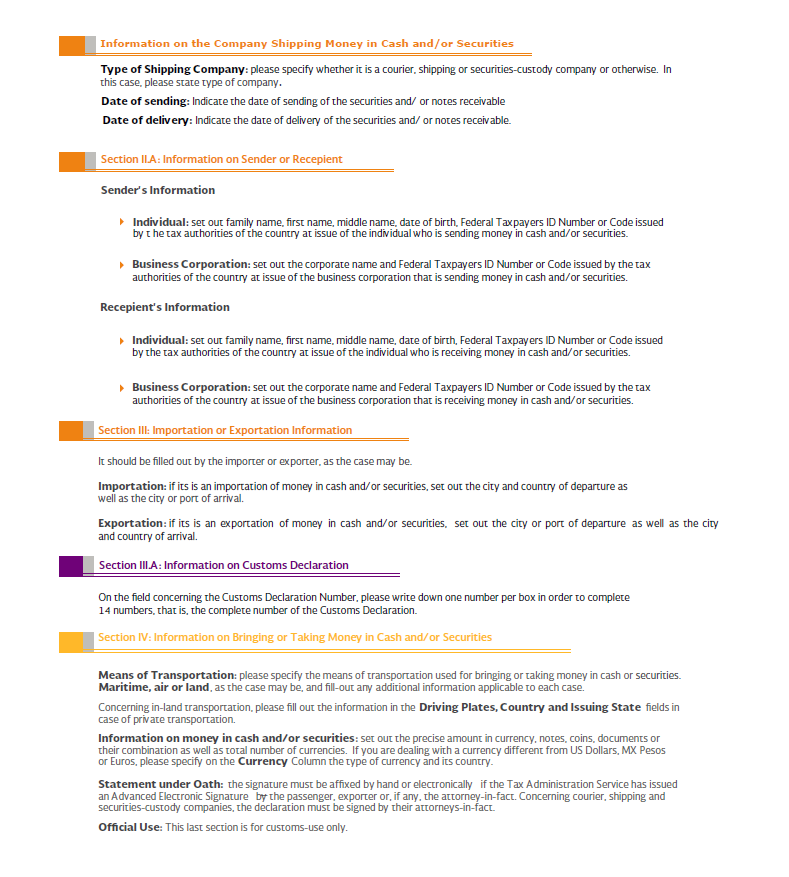 Information on the Company Shipping Money in Cash and/or Securities
Type of Shipping Company: please specify whether it is a courier, shipping or securities-custody company or otherwise. In
this case, please state type of company.
Date of sending: Indicate the date of sending of the securities and/ or notes receivable
Date of delivery: Indicate the date of delivery of the securities and/ or notes receivable.
Section II.A: Information on Sender or Recepient
Sender's Information
Individual: set out family name, first name, middle name, date of birth, Federal Taxpayers ID Number or Code issued
by t he tax authorities of the country at issue of the individual who is sending money in cash and/or securities.
Business Corporation: set out the corporate name and Federal Taxpayers ID Number or Code issued by the tax
authorities of the country at issue of the business corporation that is sending money in cash and/or securities.
Recepient's Information
Individual: set out family name, first name, middle name, date of birth, Federal Taxpayers ID Number or Code issued
by the tax authorities of the country at issue of the individual who is receiving money in cash and/or securities.
Business Corporation: set out the corporate name and Federal Taxpayers ID Number or Code issued by the tax
authorities of the country at issue of the business corporation that is receiving money in cash and/or securities.
Section III: Importation or Exportation Information
It should be filled out by the importer or exporter, as the case may be.
Importation: if its is an importation of money in cash and/or securities, set out the city and country of departure as
well as the city or port of arrival.
Exportation: if its is an exportation of money in cash and/or securities, set out the city or port of departure as well as the city
and country of arrival.
Section III.A: Information on Customs Declaration
On the field concerning the Customs Declaration Number, please write down one number per box in order to complete
14 numbers, that is, the complete number of the Customs Declaration.
Section IV: Information on Bringing or Taking Money in Cash and/or Securities
Means of Transportation: please specify the means of transportation used for bringing or taking money in cash or securities.
Maritime, air or land, as the case may be, and fill-out any additional information applicable to each case.
Concerning in-land transportation, please fill out the information in the Driving Plates, Country and Issuing State fields in
case of private transportation.
Information on money in cash and/or securities: set out the precise amount in currency, notes, coins, documents or
their combination as well as total number of currencies. If you are dealing with a currency different from US Dollars, MX Pesos
or Euros, please specify on the Currency Column the type of currency and its country.
Statement under Oath: the signature must be affixed by hand or electronically if the Tax Administration Service has issued
an Advanced Electronic Signature by the passenger, exporter or, if any, the attorney-in-fact. Concerning courier, shipping and
securities-custody companies, the declaration must be signed by their attorneys-in-fact.
Official Use: This last section is for customs-use only.